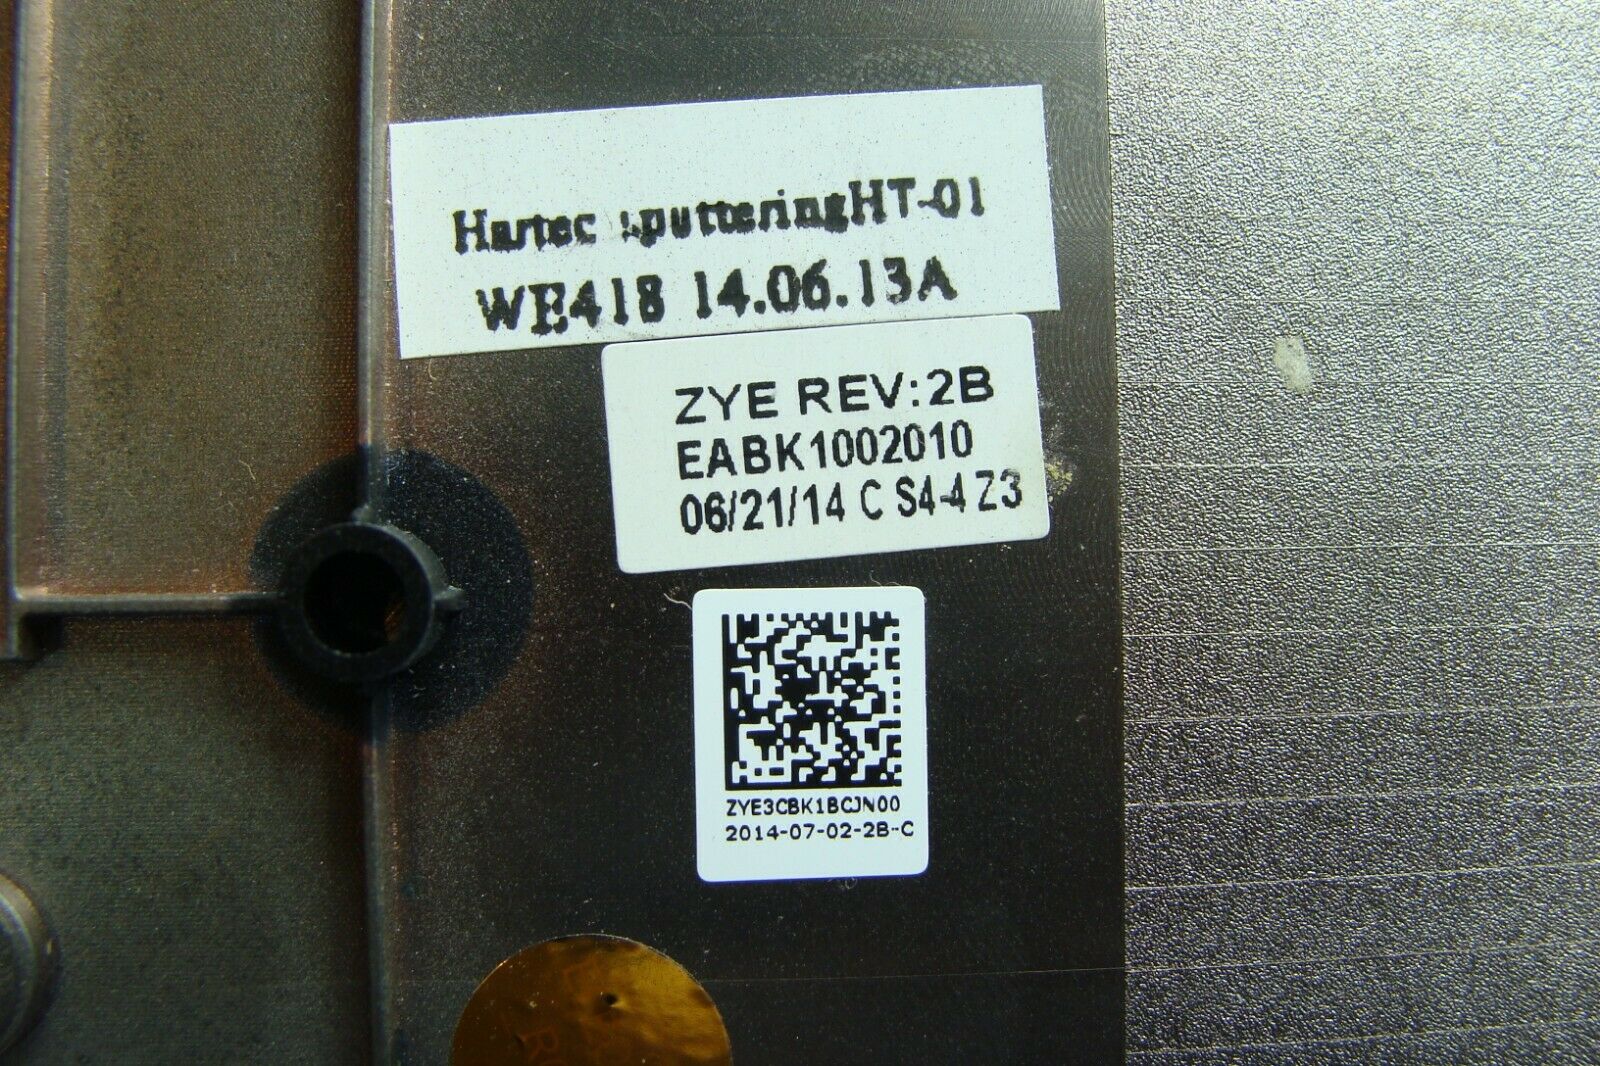 Hartec sputteringHT-01
WE418 14.06.13A
ZYE REV:2B
EABK1002010
06/21/14 C S4-4 Z3
ZYE3CBK1BCJN00
2014-07-02-2B-C